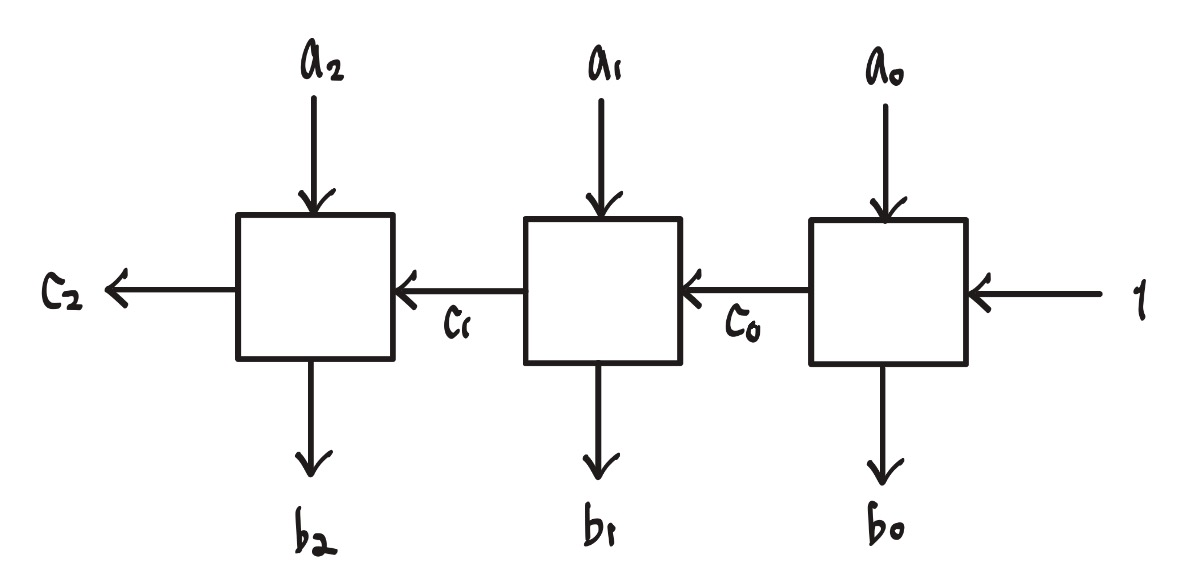 a₂ a₁ a₀
c₂ c₁ c₀ 1
b₂ b₁ b₀